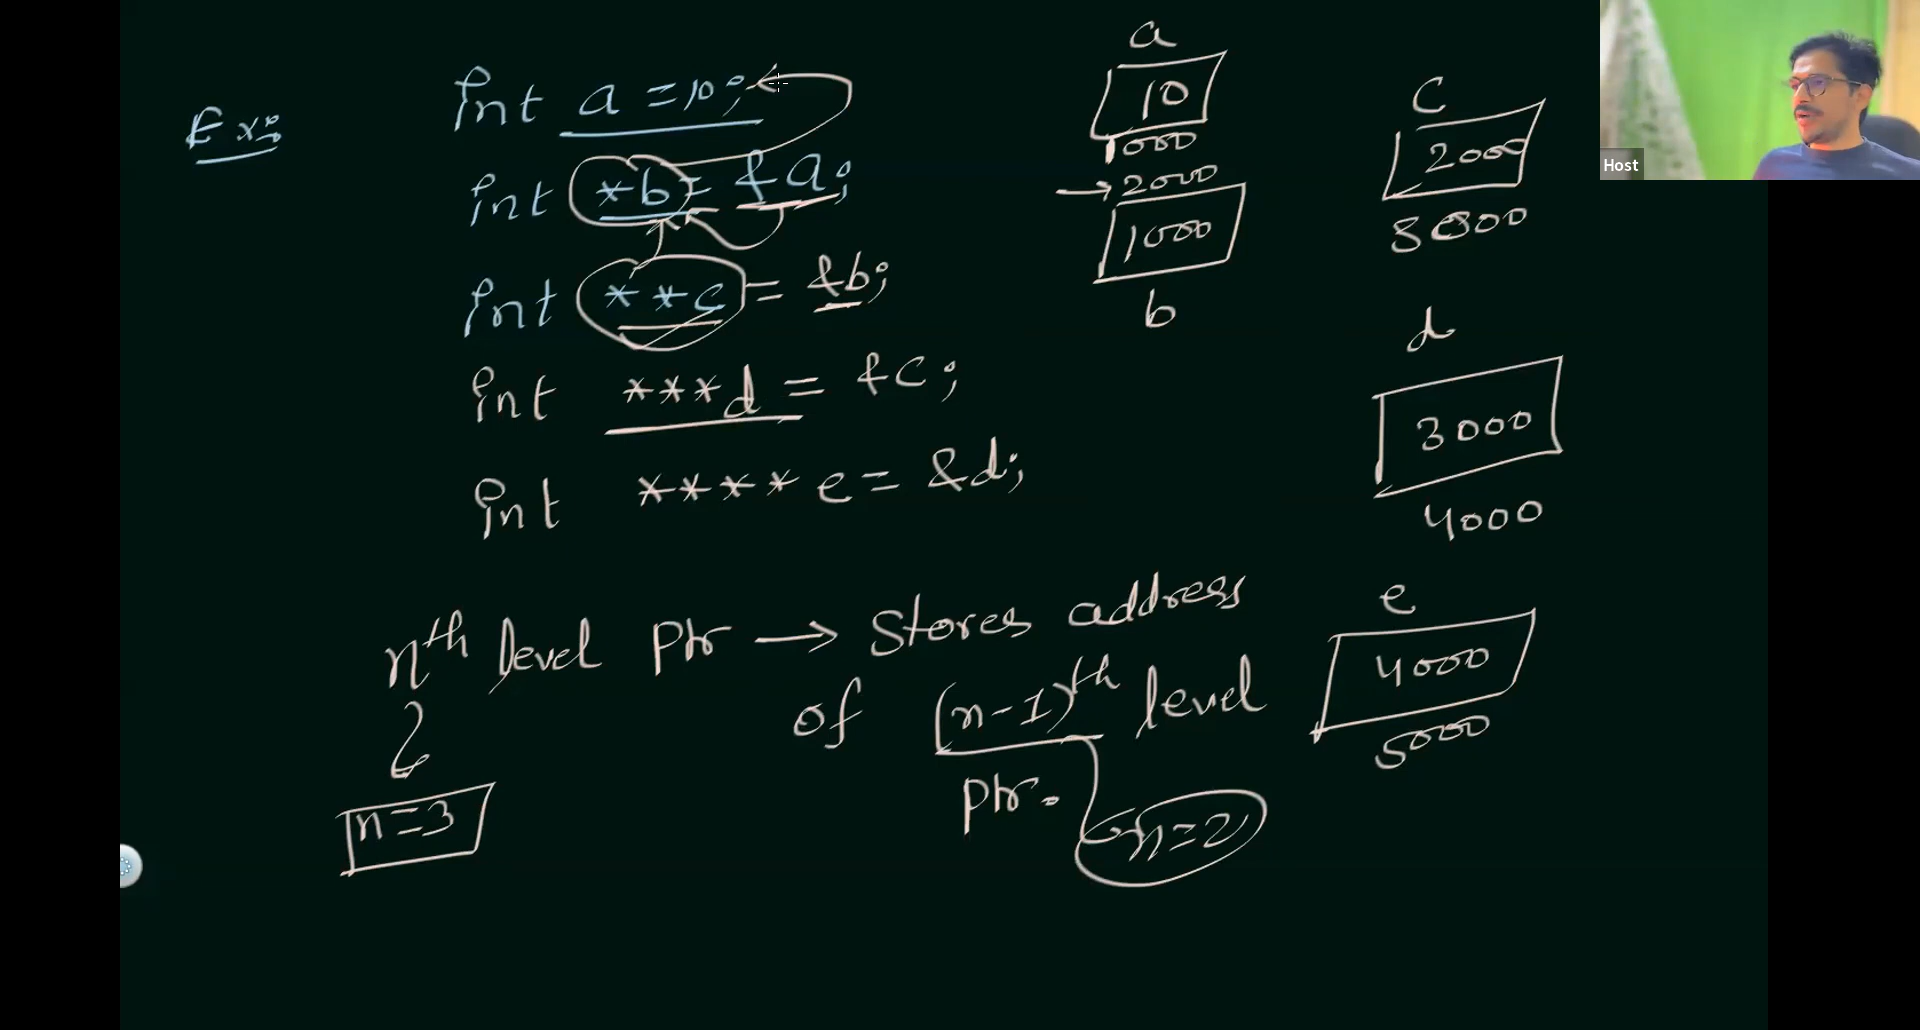 Ex:
int a = 10;
int *b = &a;
int **c = &b;
int ***d = &c;
int ****e = &d;
a
10
1000
2000
1000
b
c
2000
3000
d
3000
4000
e
4000
5000
nth level Ptr → Stores address
of (n-1)th level
Ptr.
n=3
n=2
Host